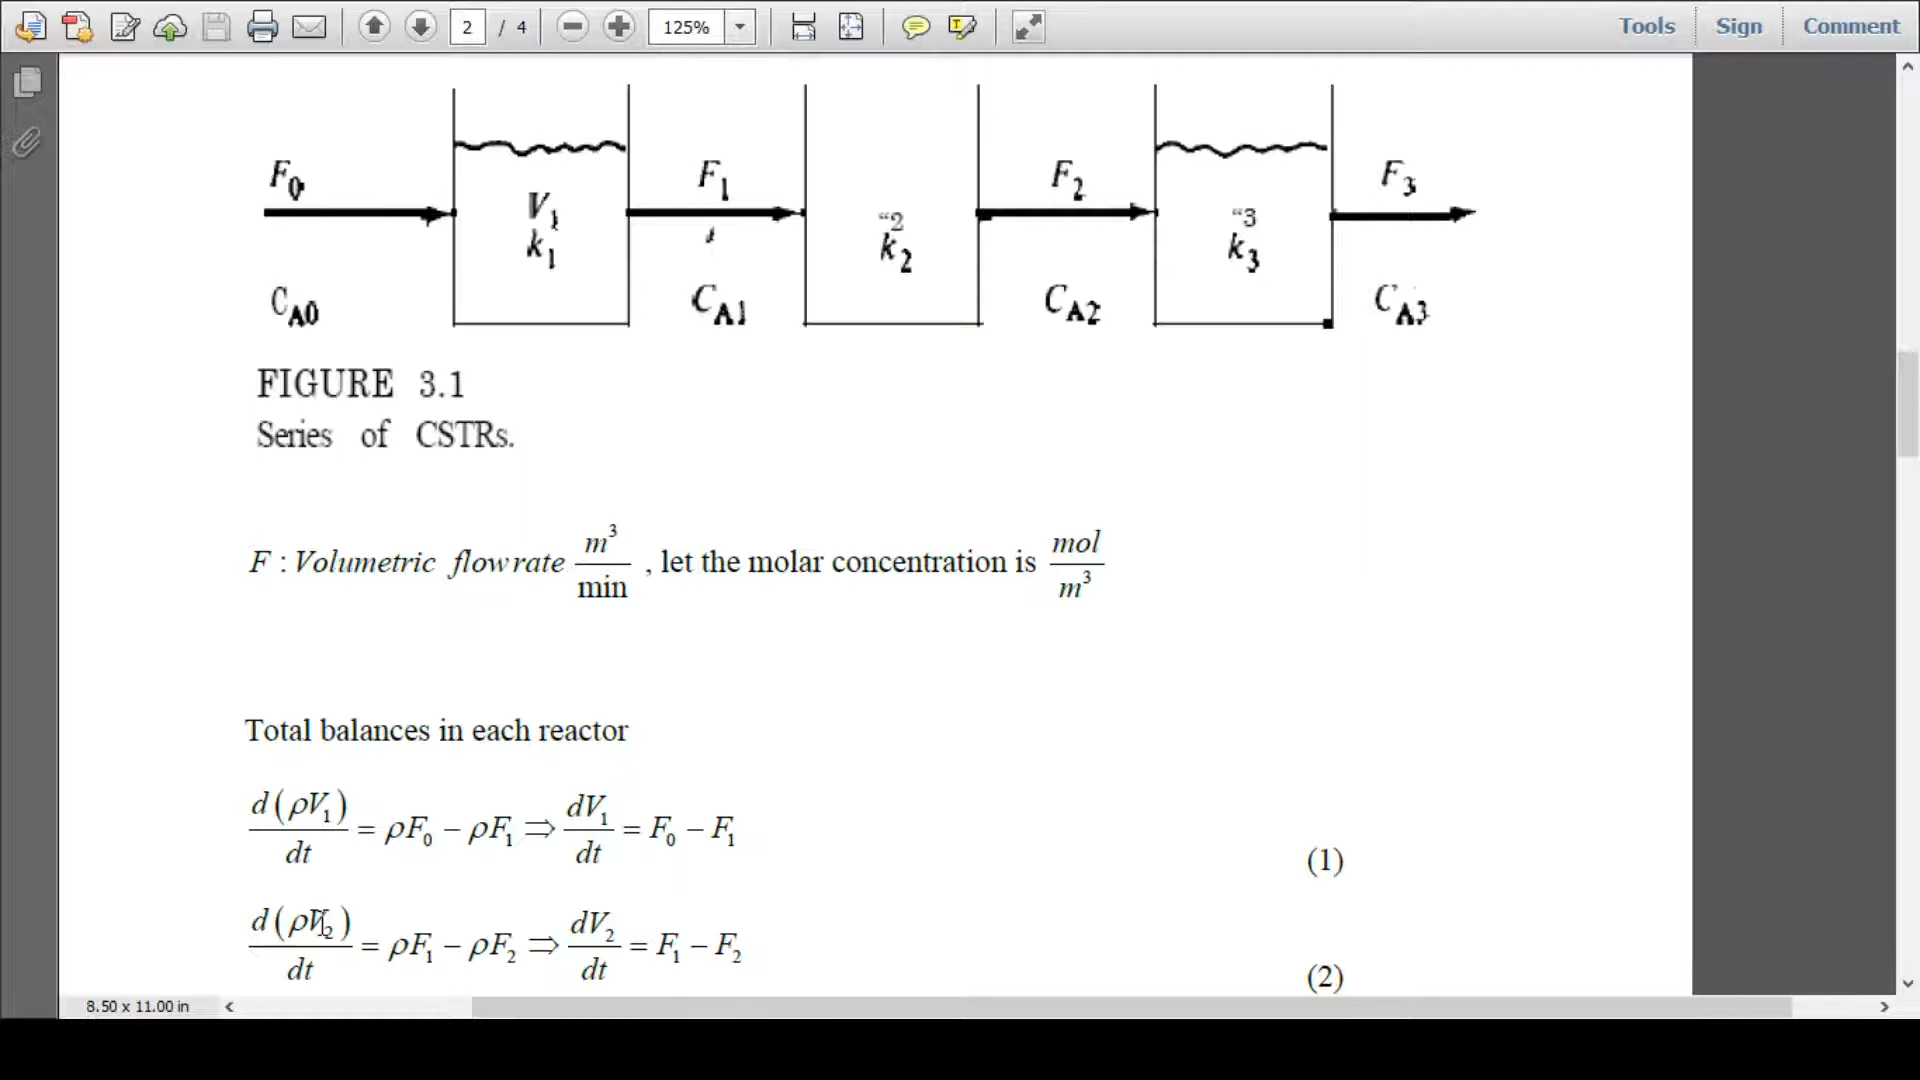 2 / 4 125% Tools Sign Comment
F0 F1 F2 F3
V1 “2 “3
k1 k2 k3
CA0 CA1 CA2 CA3
FIGURE 3.1
Series of CSTRs.
F : Volumetric flowrate m³/min , let the molar concentration is mol/m³
Total balances in each reactor
d(ρV₁)/dt = ρF₀ − ρF₁ ⇒ dV₁/dt = F₀ − F₁ (1)
d(ρV₂)/dt = ρF₁ − ρF₂ ⇒ dV₂/dt = F₁ − F₂ (2)
8.50 x 11.00 in